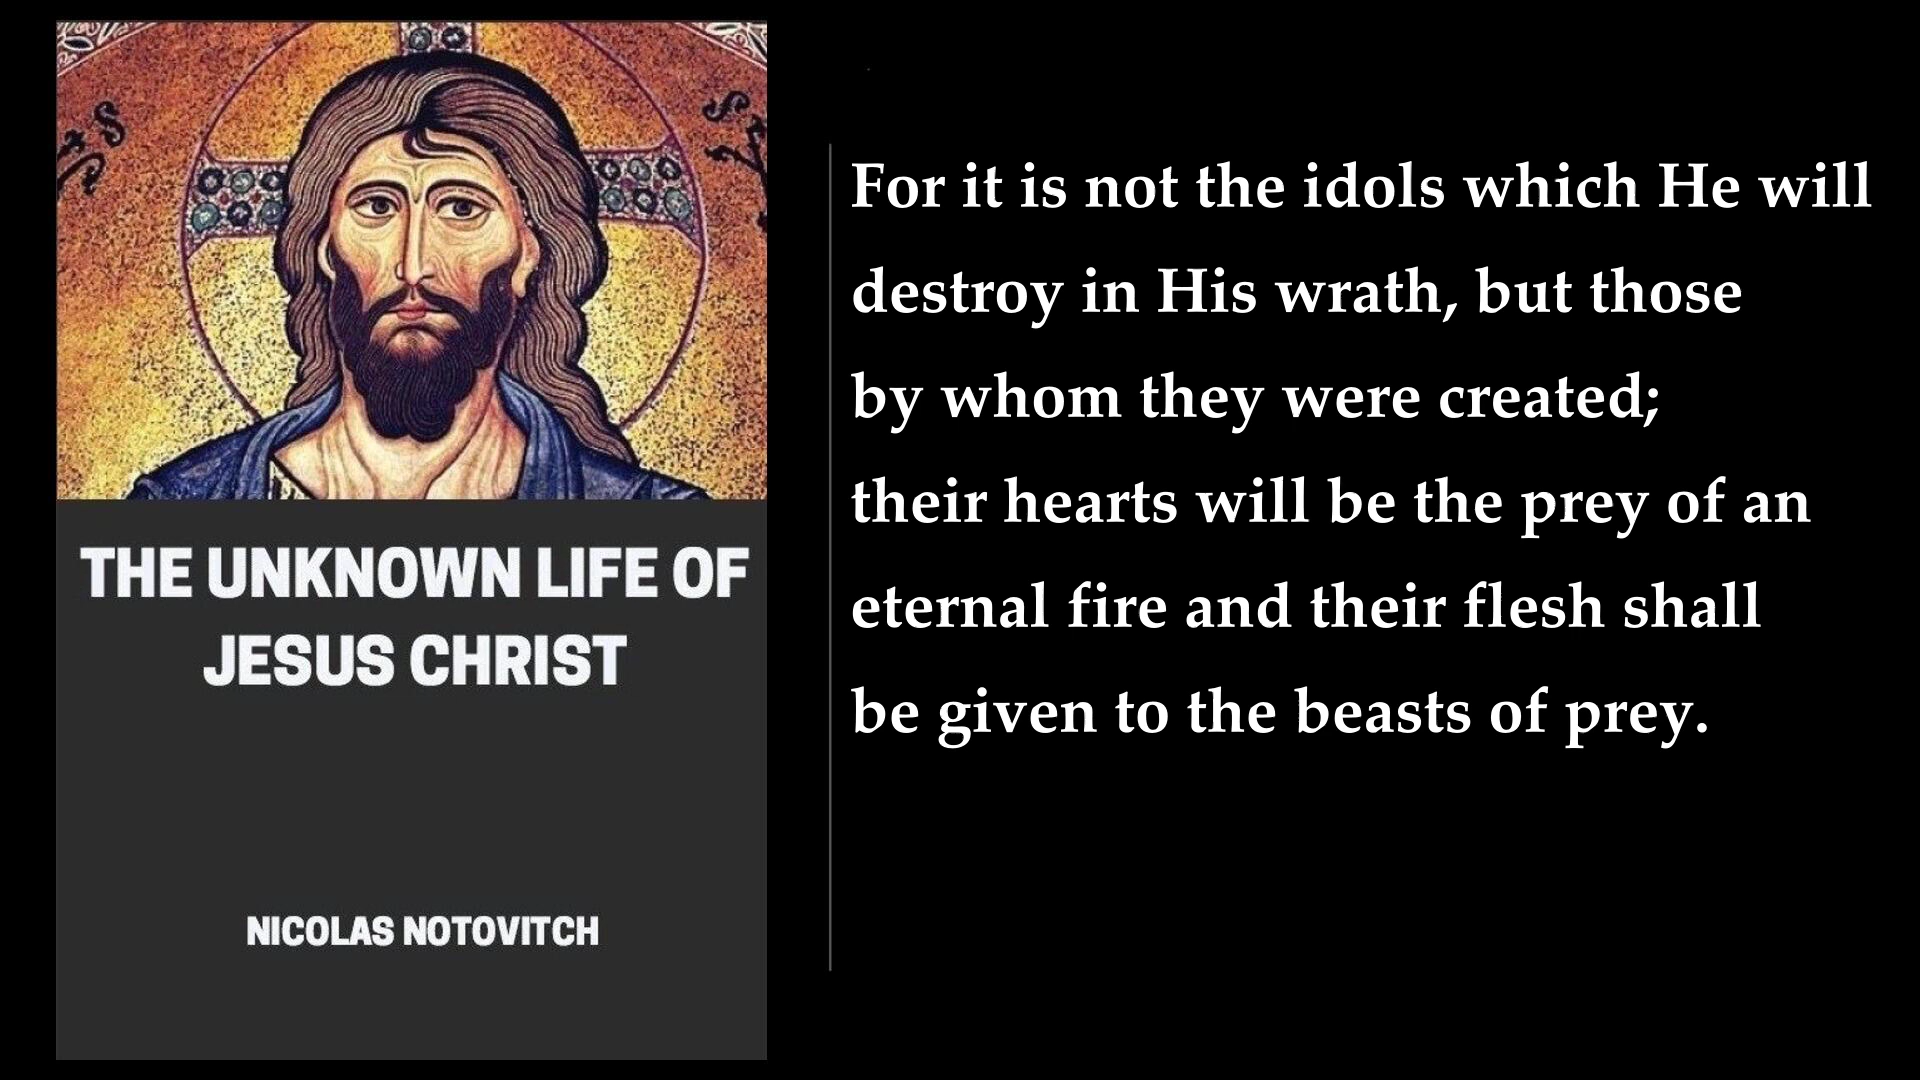 THE UNKNOWN LIFE OF
JESUS CHRIST
NICOLAS NOTOVITCH
For it is not the idols which He will
destroy in His wrath, but those
by whom they were created;
their hearts will be the prey of an
eternal fire and their flesh shall
be given to the beasts of prey.